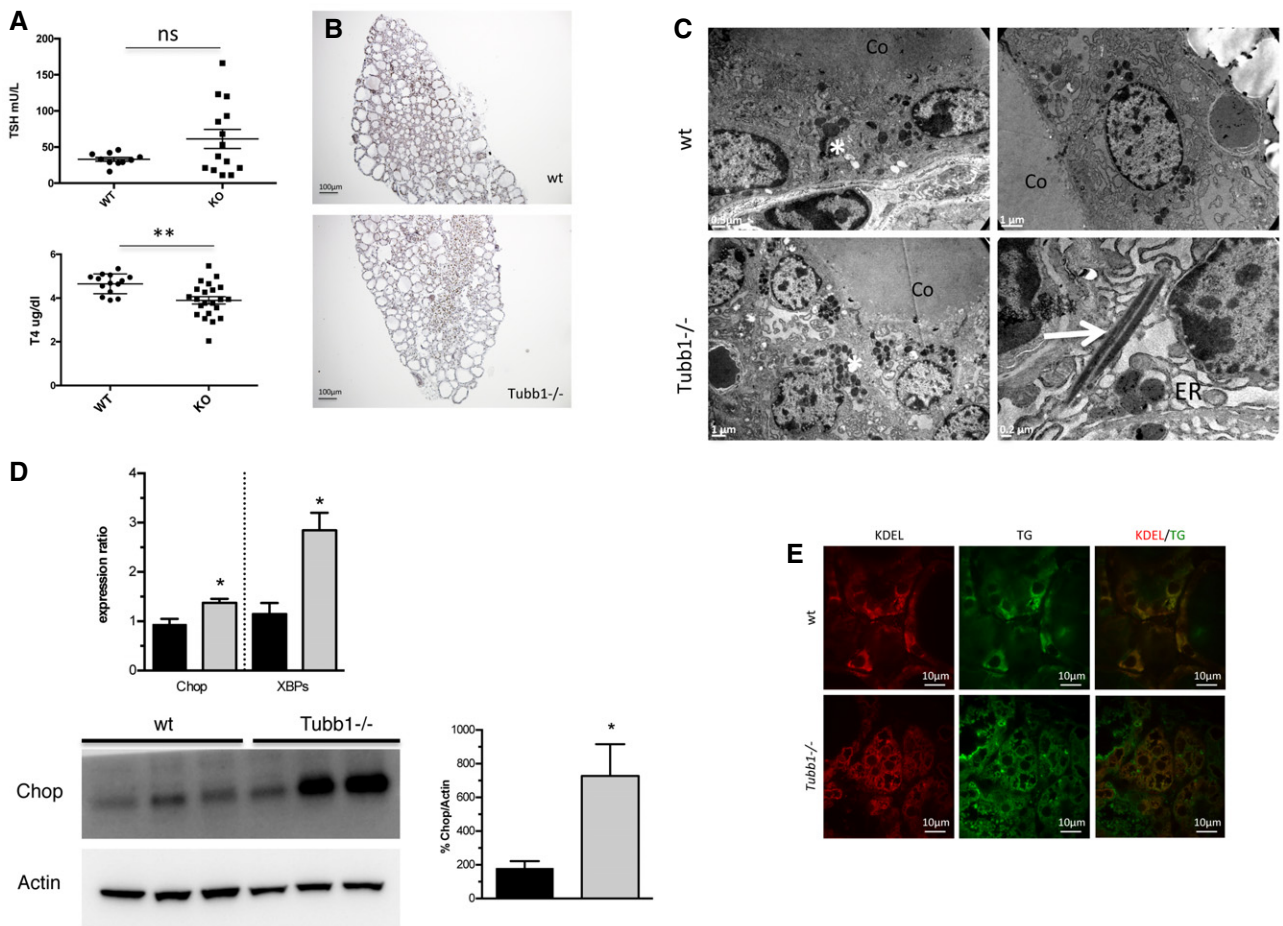 A
ns
200
150
100
50
0
TSH mU/L
WT
KO
**
6
4
2
0
T4 ug/dl
WT
KO
B
wt
100µm
Tubb1-/-
100µm
C
wt
Co
0.5µm
Co
1 µm
Tubb1-/-
Co
1 µm
ER
0.2 µm
D
4
3
2
1
0
expression ratio
*
*
Chop
XBPs
wt
Tubb1-/-
Chop
Actin
1000
800
600
400
200
0
% Chop/Actin
*
E
KDEL
TG
KDEL/TG
wt
10µm
10µm
10µm
Tubb1-/-
10µm
10µm
10µm